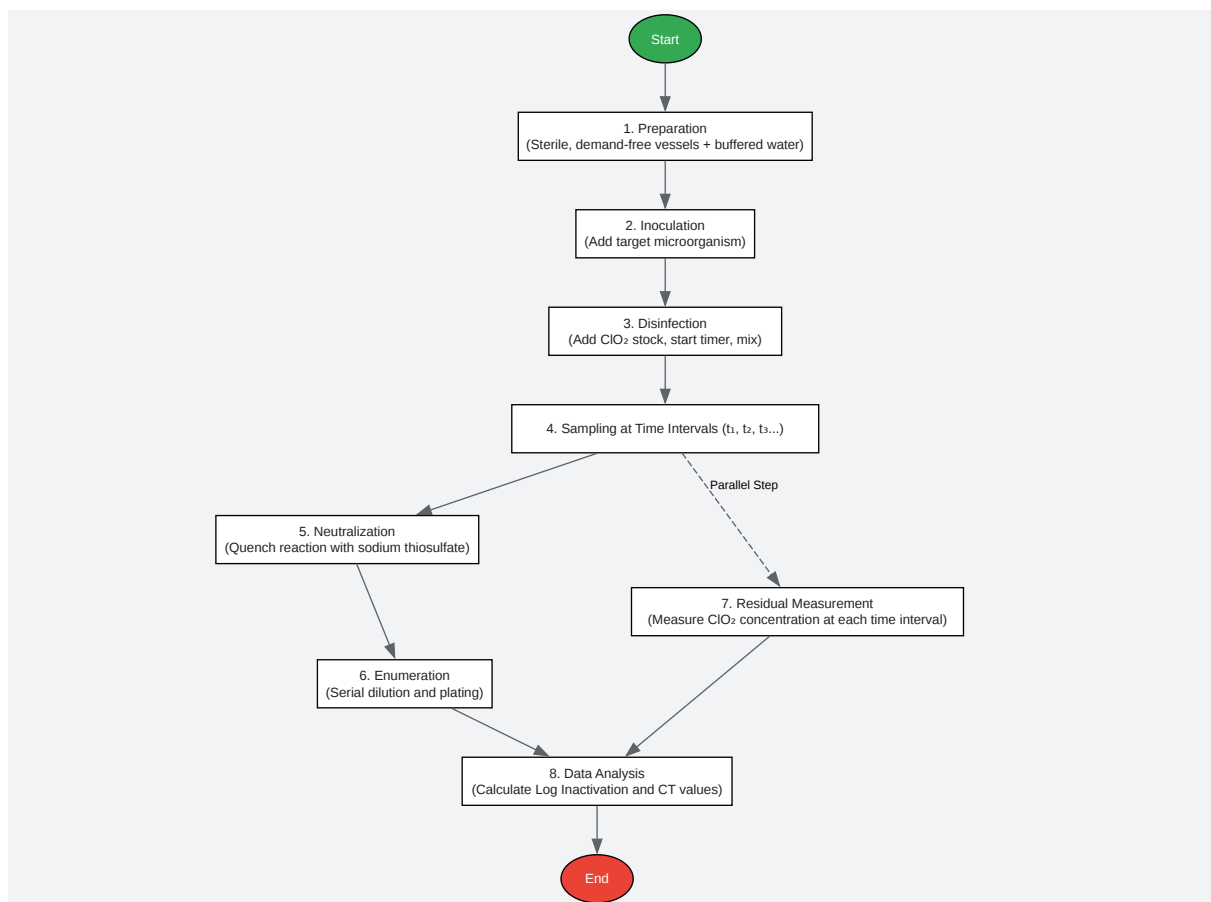 Start
1. Preparation
(Sterile, demand-free vessels + buffered water)
2. Inoculation
(Add target microorganism)
3. Disinfection
(Add ClO₂ stock, start timer, mix)
4. Sampling at Time Intervals (t₁, t₂, t₃...)
Parallel Step
5. Neutralization
(Quench reaction with sodium thiosulfate)
7. Residual Measurement
(Measure ClO₂ concentration at each time interval)
6. Enumeration
(Serial dilution and plating)
8. Data Analysis
(Calculate Log Inactivation and CT values)
End